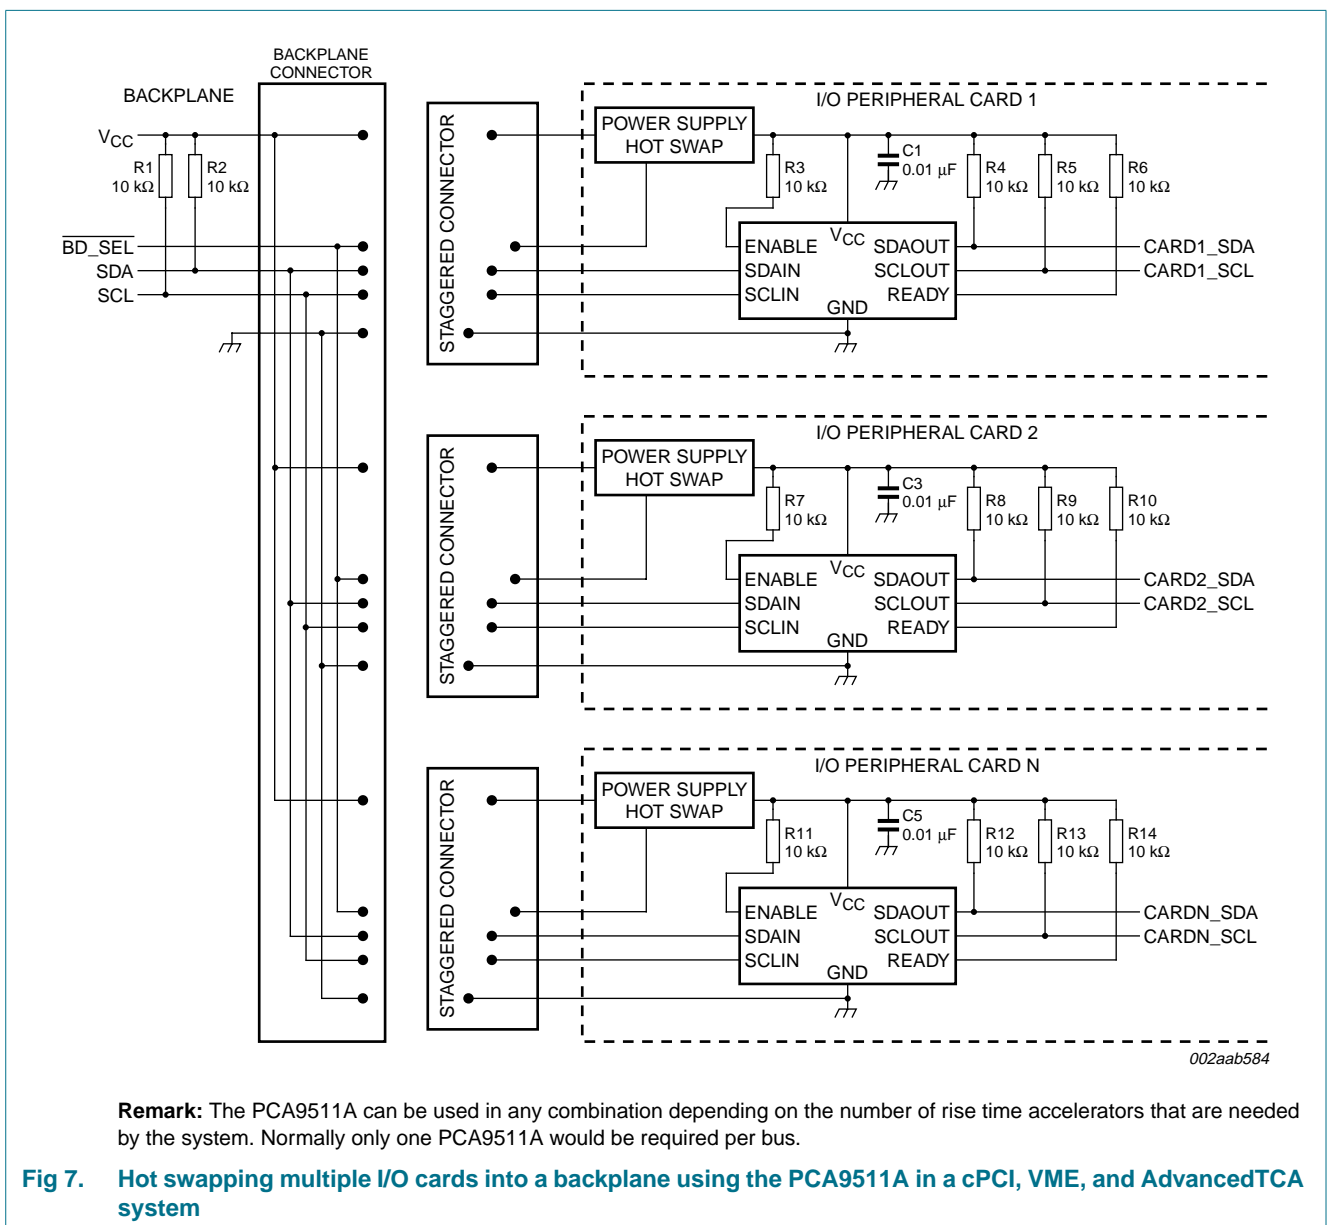 BACKPLANE
CONNECTOR
BACKPLANE
VCC
R1
10 kΩ
R2
10 kΩ
BD_SEL
SDA
SCL
STAGGERED CONNECTOR
I/O PERIPHERAL CARD 1
POWER SUPPLY
HOT SWAP
R3
10 kΩ
C1
0.01 μF
R4
10 kΩ
R5
10 kΩ
R6
10 kΩ
ENABLE
VCC
SDAOUT
SDAIN
SCLOUT
SCLIN
READY
GND
CARD1_SDA
CARD1_SCL
STAGGERED CONNECTOR
I/O PERIPHERAL CARD 2
POWER SUPPLY
HOT SWAP
R7
10 kΩ
C3
0.01 μF
R8
10 kΩ
R9
10 kΩ
R10
10 kΩ
ENABLE
VCC
SDAOUT
SDAIN
SCLOUT
SCLIN
READY
GND
CARD2_SDA
CARD2_SCL
STAGGERED CONNECTOR
I/O PERIPHERAL CARD N
POWER SUPPLY
HOT SWAP
R11
10 kΩ
C5
0.01 μF
R12
10 kΩ
R13
10 kΩ
R14
10 kΩ
ENABLE
VCC
SDAOUT
SDAIN
SCLOUT
SCLIN
READY
GND
CARDN_SDA
CARDN_SCL
002aab584
Remark: The PCA9511A can be used in any combination depending on the number of rise time accelerators that are needed
by the system. Normally only one PCA9511A would be required per bus.
Fig 7. Hot swapping multiple I/O cards into a backplane using the PCA9511A in a cPCI, VME, and AdvancedTCA
system